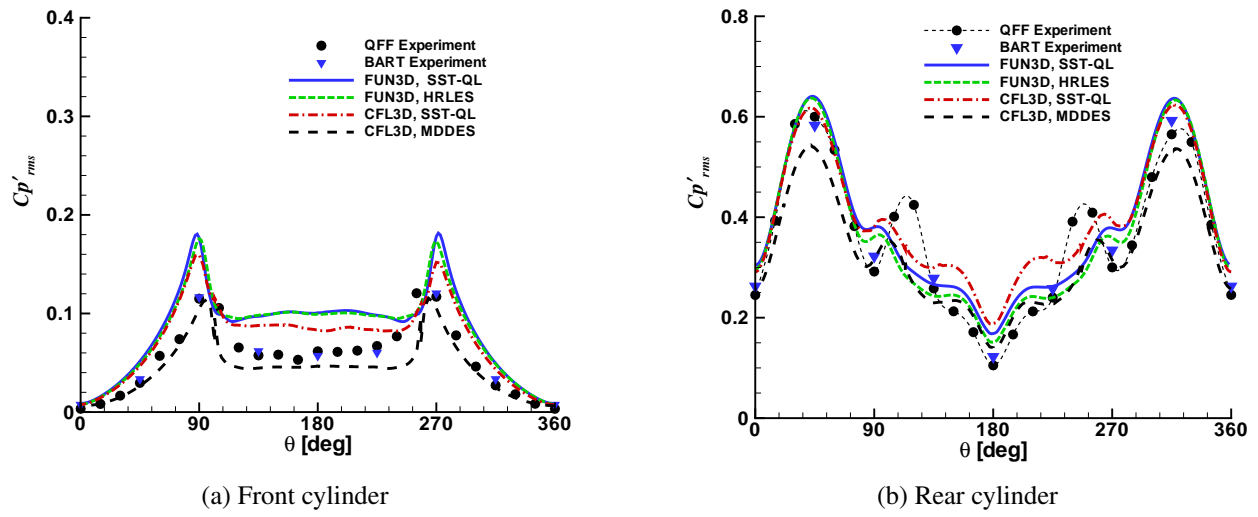 0.4
0.3
0.2
0.1
0
Cp'rms
QFF Experiment
BART Experiment
FUN3D, SST-QL
FUN3D, HRLES
CFL3D, SST-QL
CFL3D, MDDES
0 90 180 270 360
θ [deg]
(a) Front cylinder
0.8
0.6
0.4
0.2
0.0
Cp'rms
QFF Experiment
BART Experiment
FUN3D, SST-QL
FUN3D, HRLES
CFL3D, SST-QL
CFL3D, MDDES
0 90 180 270 360
θ [deg]
(b) Rear cylinder